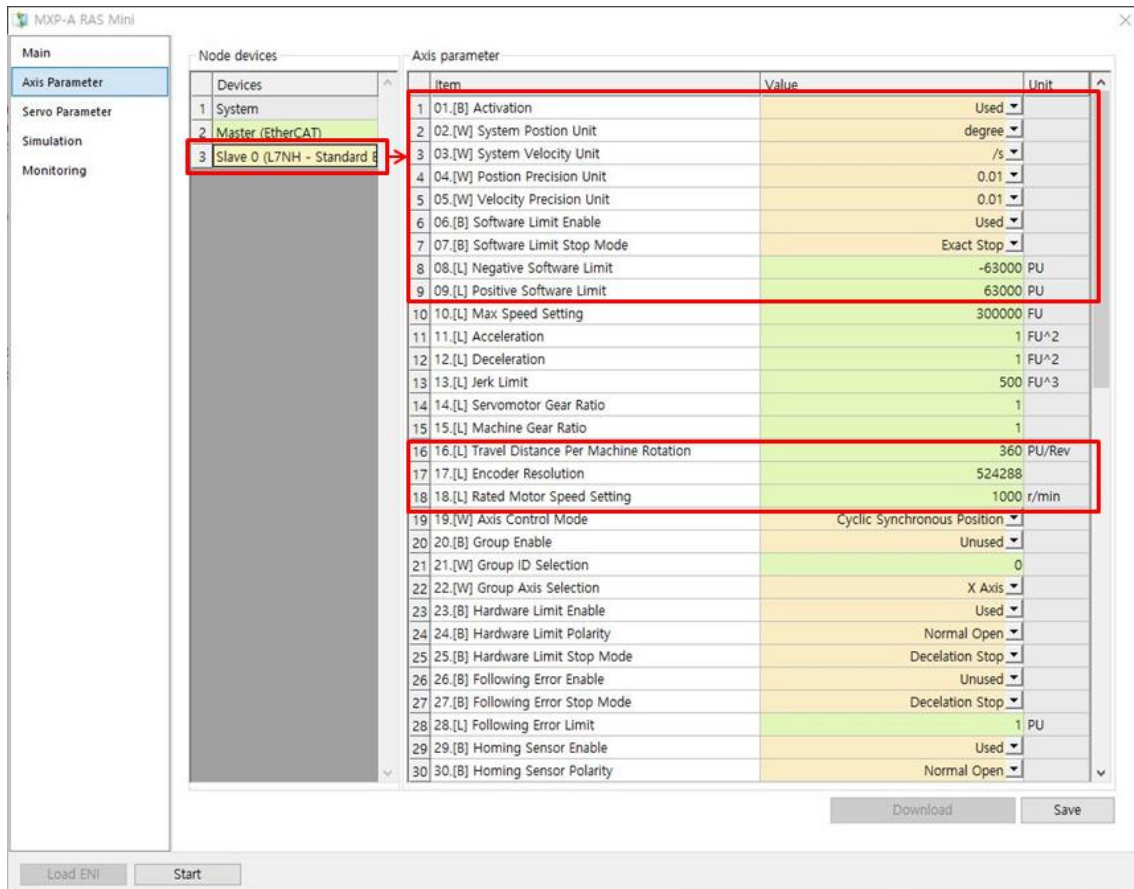 MXP-A RAS Mini
Main
Axis Parameter
Servo Parameter
Simulation
Monitoring
Node devices
Devices
1 System
2 Master (EtherCAT)
3 Slave 0 (L7NH - Standard E
Axis parameter
Item Value Unit
1 01.[B] Activation Used
2 02.[W] System Postion Unit degree
3 03.[W] System Velocity Unit /s
4 04.[W] Postion Precision Unit 0.01
5 05.[W] Velocity Precision Unit 0.01
6 06.[B] Software Limit Enable Used
7 07.[B] Software Limit Stop Mode Exact Stop
8 08.[L] Negative Software Limit -63000 PU
9 09.[L] Positive Software Limit 63000 PU
10 10.[L] Max Speed Setting 300000 FU
11 11.[L] Acceleration 1 FU^2
12 12.[L] Deceleration 1 FU^2
13 13.[L] Jerk Limit 500 FU^3
14 14.[L] Servomotor Gear Ratio 1
15 15.[L] Machine Gear Ratio 1
16 16.[L] Travel Distance Per Machine Rotation 360 PU/Rev
17 17.[L] Encoder Resolution 524288
18 18.[L] Rated Motor Speed Setting 1000 r/min
19 19.[W] Axis Control Mode Cyclic Synchronous Position
20 20.[B] Group Enable Unused
21 21.[W] Group ID Selection 0
22 22.[W] Group Axis Selection X Axis
23 23.[B] Hardware Limit Enable Used
24 24.[B] Hardware Limit Polarity Normal Open
25 25.[B] Hardware Limit Stop Mode Decelation Stop
26 26.[B] Following Error Enable Unused
27 27.[B] Following Error Stop Mode Decelation Stop
28 28.[L] Following Error Limit 1 PU
29 29.[B] Homing Sensor Enable Used
30 30.[B] Homing Sensor Polarity Normal Open
Download Save
Load ENI Start